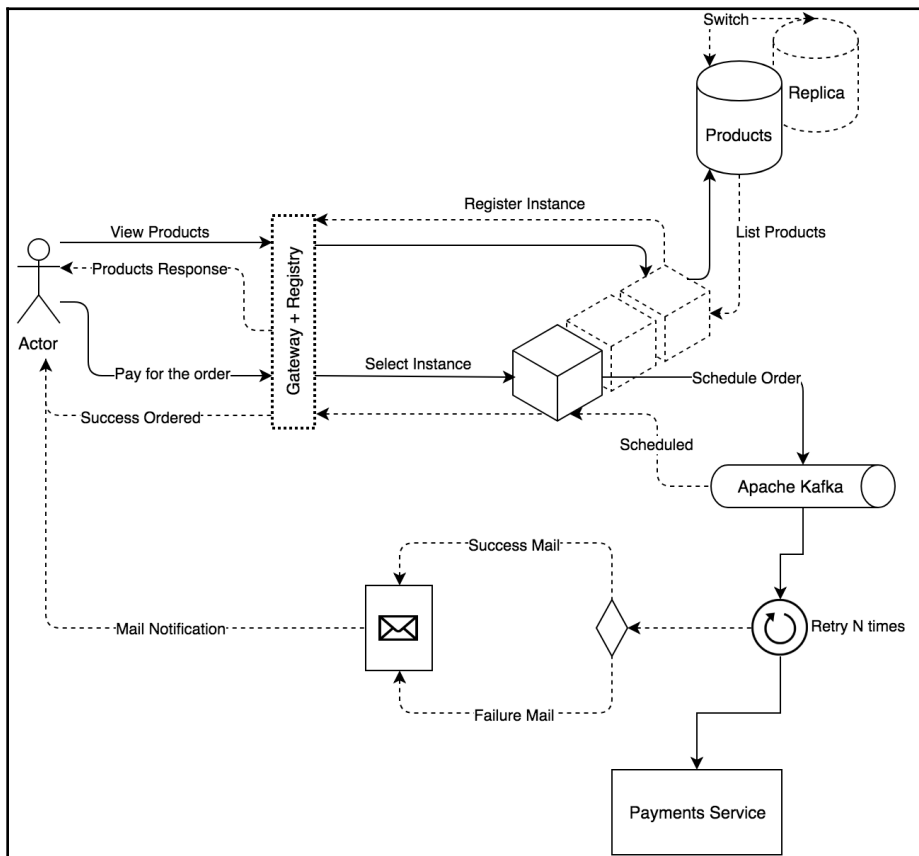 Switch
Replica
Products
Register Instance
View Products
List Products
Products Response
Gateway + Registry
Actor
Select Instance
Pay for the order
Schedule Order
Success Ordered
Scheduled
Apache Kafka
Success Mail
Mail Notification
Retry N times
Failure Mail
Payments Service